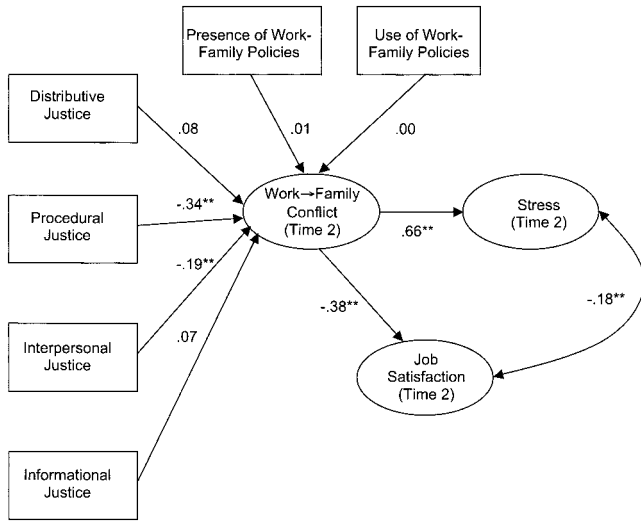 Presence of Work-
Family Policies
Use of Work-
Family Policies
Distributive
Justice
.08
.01
.00
Procedural
Justice
-.34**
Work→Family
Conflict
(Time 2)
.66**
Stress
(Time 2)
-.19**
Interpersonal
Justice
.07
-.38**
-.18**
Job
Satisfaction
(Time 2)
Informational
Justice